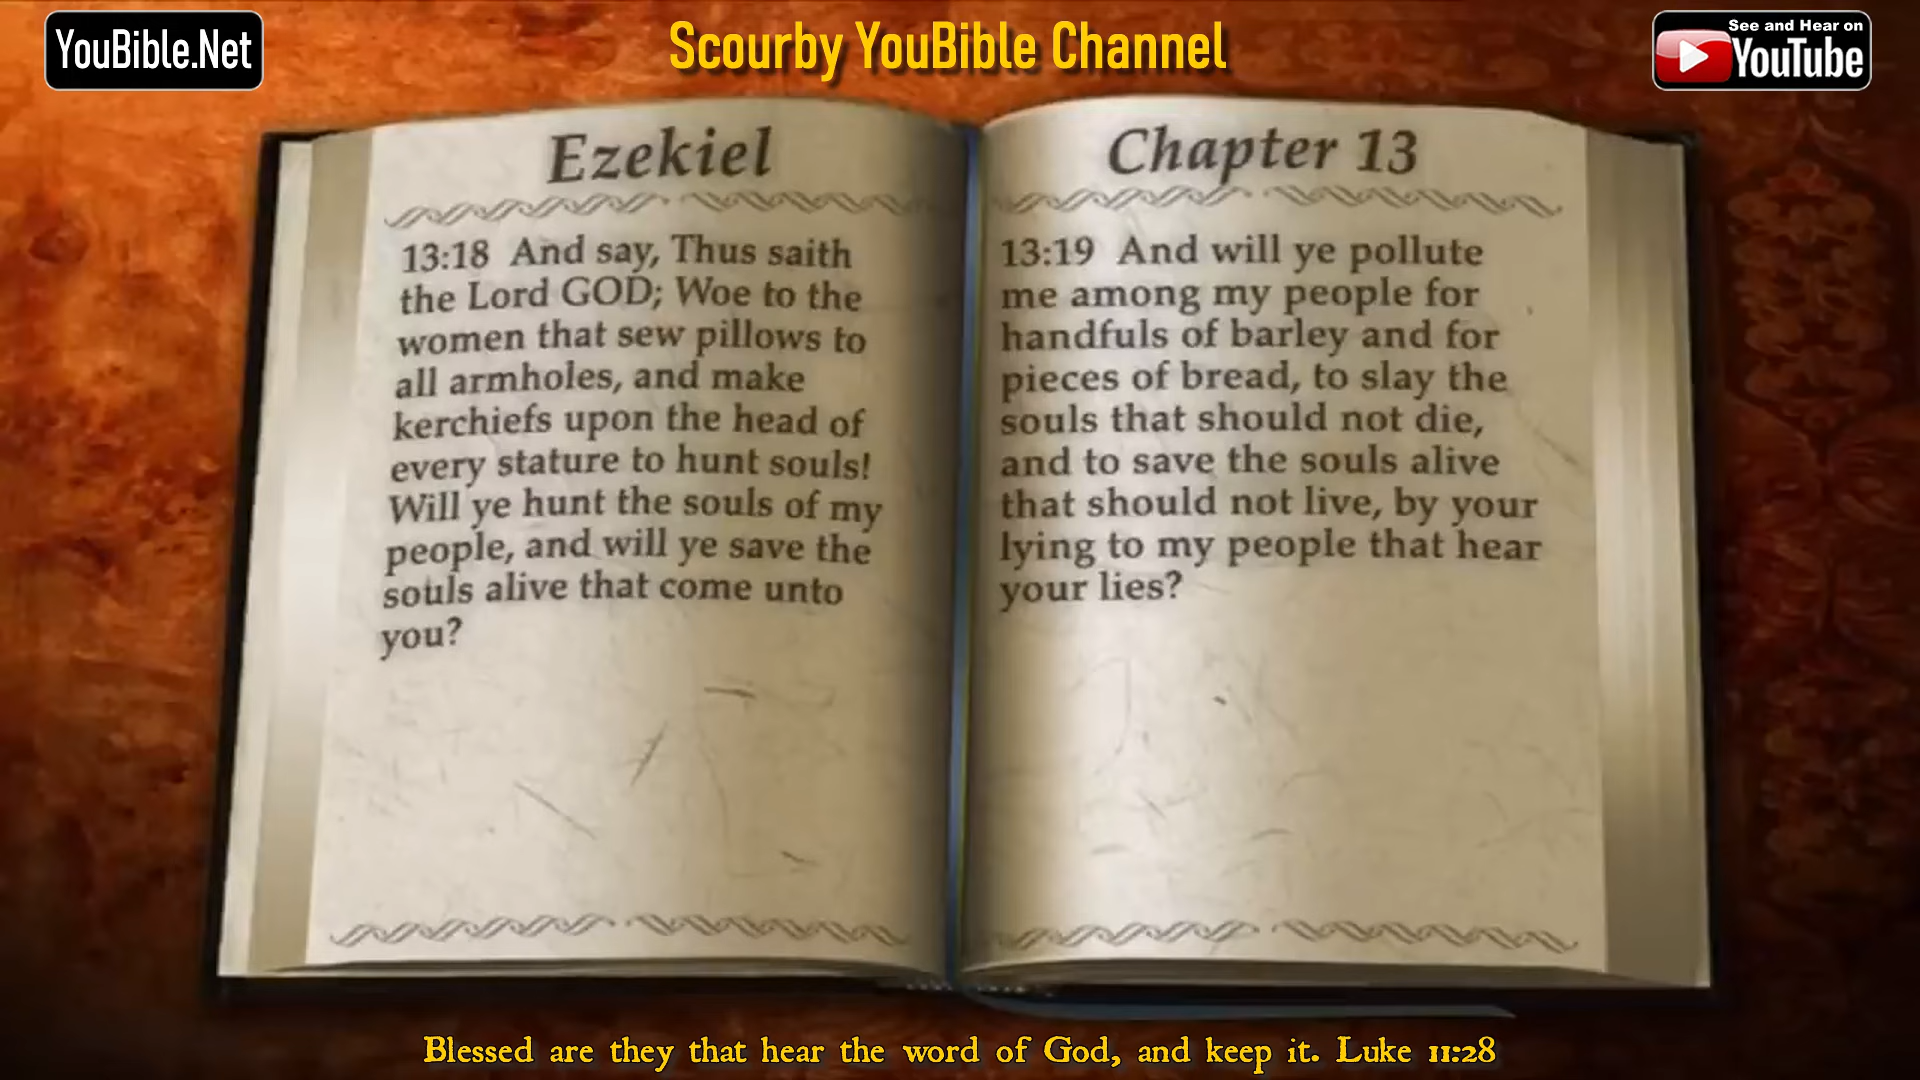 YouBible.Net
Scourby YouBible Channel
See and Hear on
YouTube
Ezekiel
13:18 And say, Thus saith
the Lord GOD; Woe to the
women that sew pillows to
all armholes, and make
kerchiefs upon the head of
every stature to hunt souls!
Will ye hunt the souls of my
people, and will ye save the
souls alive that come unto
you?
Chapter 13
13:19 And will ye pollute
me among my people for
handfuls of barley and for
pieces of bread, to slay the
souls that should not die,
and to save the souls alive
that should not live, by your
lying to my people that hear
your lies?
Blessed are they that hear the word of God, and keep it. Luke 11:28